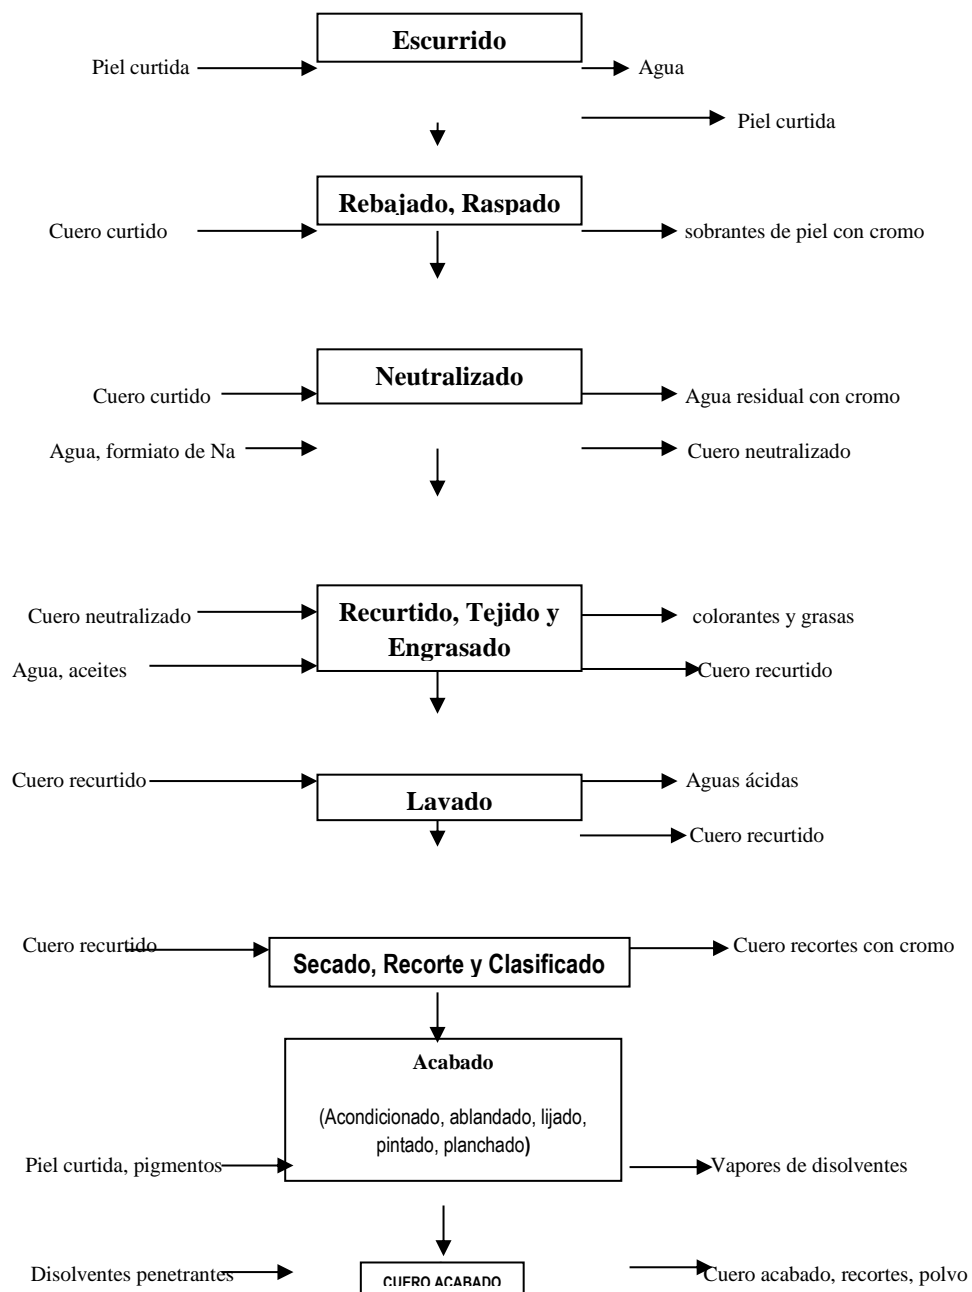 Escurrido
Piel curtida
Agua
Piel curtida
Rebajado, Raspado
Cuero curtido
sobrantes de piel con cromo
Neutralizado
Cuero curtido
Agua residual con cromo
Agua, formiato de Na
Cuero neutralizado
Cuero neutralizado
Recurtido, Tejido y
Engrasado
colorantes y grasas
Agua, aceites
Cuero recurtido
Cuero recurtido
Lavado
Aguas ácidas
Cuero recurtido
Cuero recurtido
Secado, Recorte y Clasificado
Cuero recortes con cromo
Acabado
(Acondicionado, ablandado, lijado,
pintado, planchado)
Piel curtida, pigmentos
Vapores de disolventes
Disolventes penetrantes
CUERO ACABADO
Cuero acabado, recortes, polvo